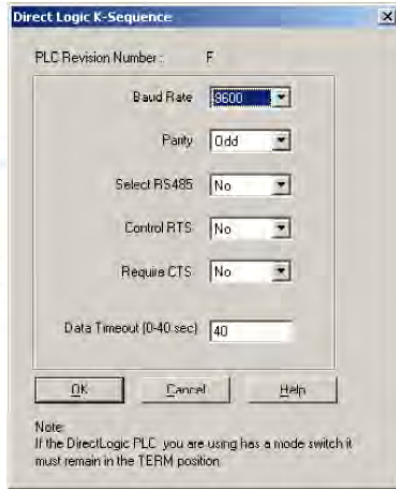 Direct Logic K-Sequence
PLC Revision Number: F
Baud Rate 9600
Parity Odd
Select RS485 No
Control RTS No
Require CTS No
Data Timeout (0-40 sec) 40
OK Cancel Help
Note:
If the DirectLogic PLC you are using has a mode switch it
must remain in the TERM position